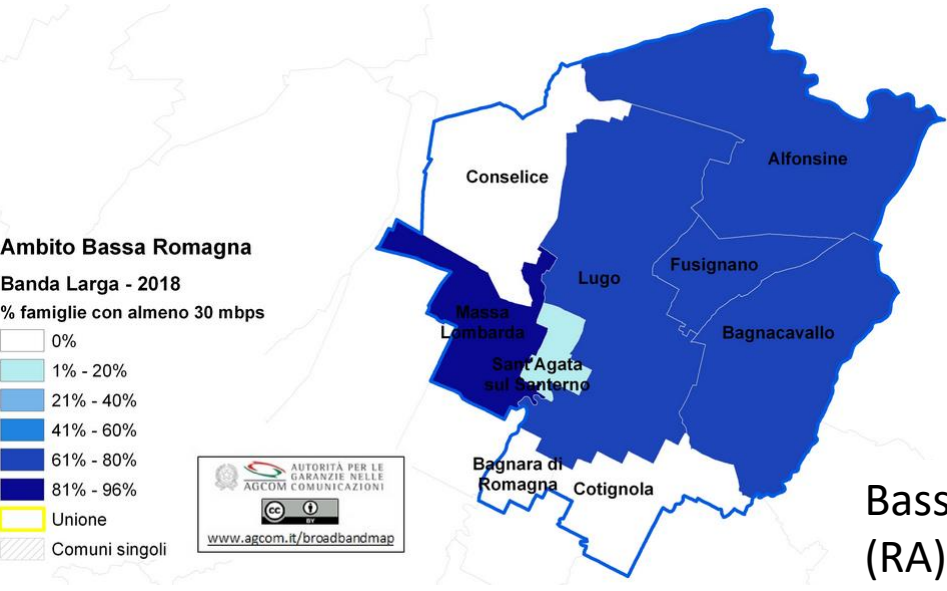 Ambito Bassa Romagna
Banda Larga - 2018
% famiglie con almeno 30 mbps
0%
1% - 20%
21% - 40%
41% - 60%
61% - 80%
81% - 96%
Unione
Comuni singoli
Conselice
Alfonsine
Lugo
Fusignano
Massa
Lombarda
Bagnacavallo
Sant'Agata
sul Santerno
Bagnara di
Romagna
Cotignola
AUTORITÀ PER LE
GARANZIE NELLE
AGCOM COMUNICAZIONI
cc
BY
www.agcom.it/broadbandmap
Bass
(RA)